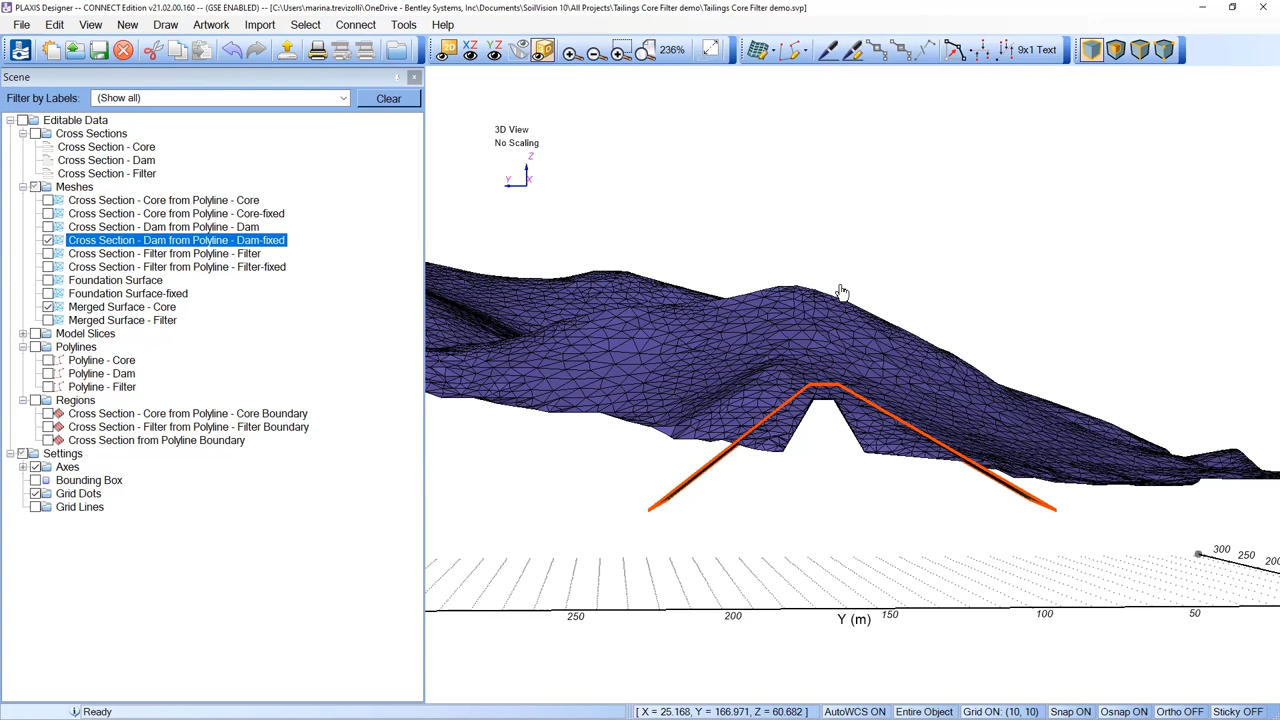 PLAXIS Designer -- CONNECT Edition v21.02.00.160 -- (GSE ENABLED) -- [C:\Users\marina.trevizolli\OneDrive - Bentley Systems, Inc\Documents\SoilVision 10\All Projects\Tailings Core Filter demo\Tailings Core Filter demo.svp]
File Edit View New Draw Artwork Import Select Connect Tools Help
2D XZ YZ 3D 236% 9x1 Text
Scene
Filter by Labels: (Show all) Clear
Editable Data
Cross Sections
Cross Section - Core
Cross Section - Dam
Cross Section - Filter
Meshes
Cross Section - Core from Polyline - Core
Cross Section - Core from Polyline - Core-fixed
Cross Section - Dam from Polyline - Dam
Cross Section - Dam from Polyline - Dam-fixed
Cross Section - Filter from Polyline - Filter
Cross Section - Filter from Polyline - Filter-fixed
Foundation Surface
Foundation Surface-fixed
Merged Surface - Core
Merged Surface - Filter
Model Slices
Polylines
Polyline - Core
Polyline - Dam
Polyline - Filter
Regions
Cross Section - Core from Polyline - Core Boundary
Cross Section - Filter from Polyline - Filter Boundary
Cross Section from Polyline Boundary
Settings
Axes
Bounding Box
Grid Dots
Grid Lines
3D View
No Scaling
Z
Y X
300 250 200
250 200 150 100 50
Y (m)
Ready [ X = 25.168, Y = 166.971, Z = 60.682 ] AutoWCS ON Entire Object Grid ON: (10, 10) Snap ON Osnap ON Ortho OFF Sticky OFF